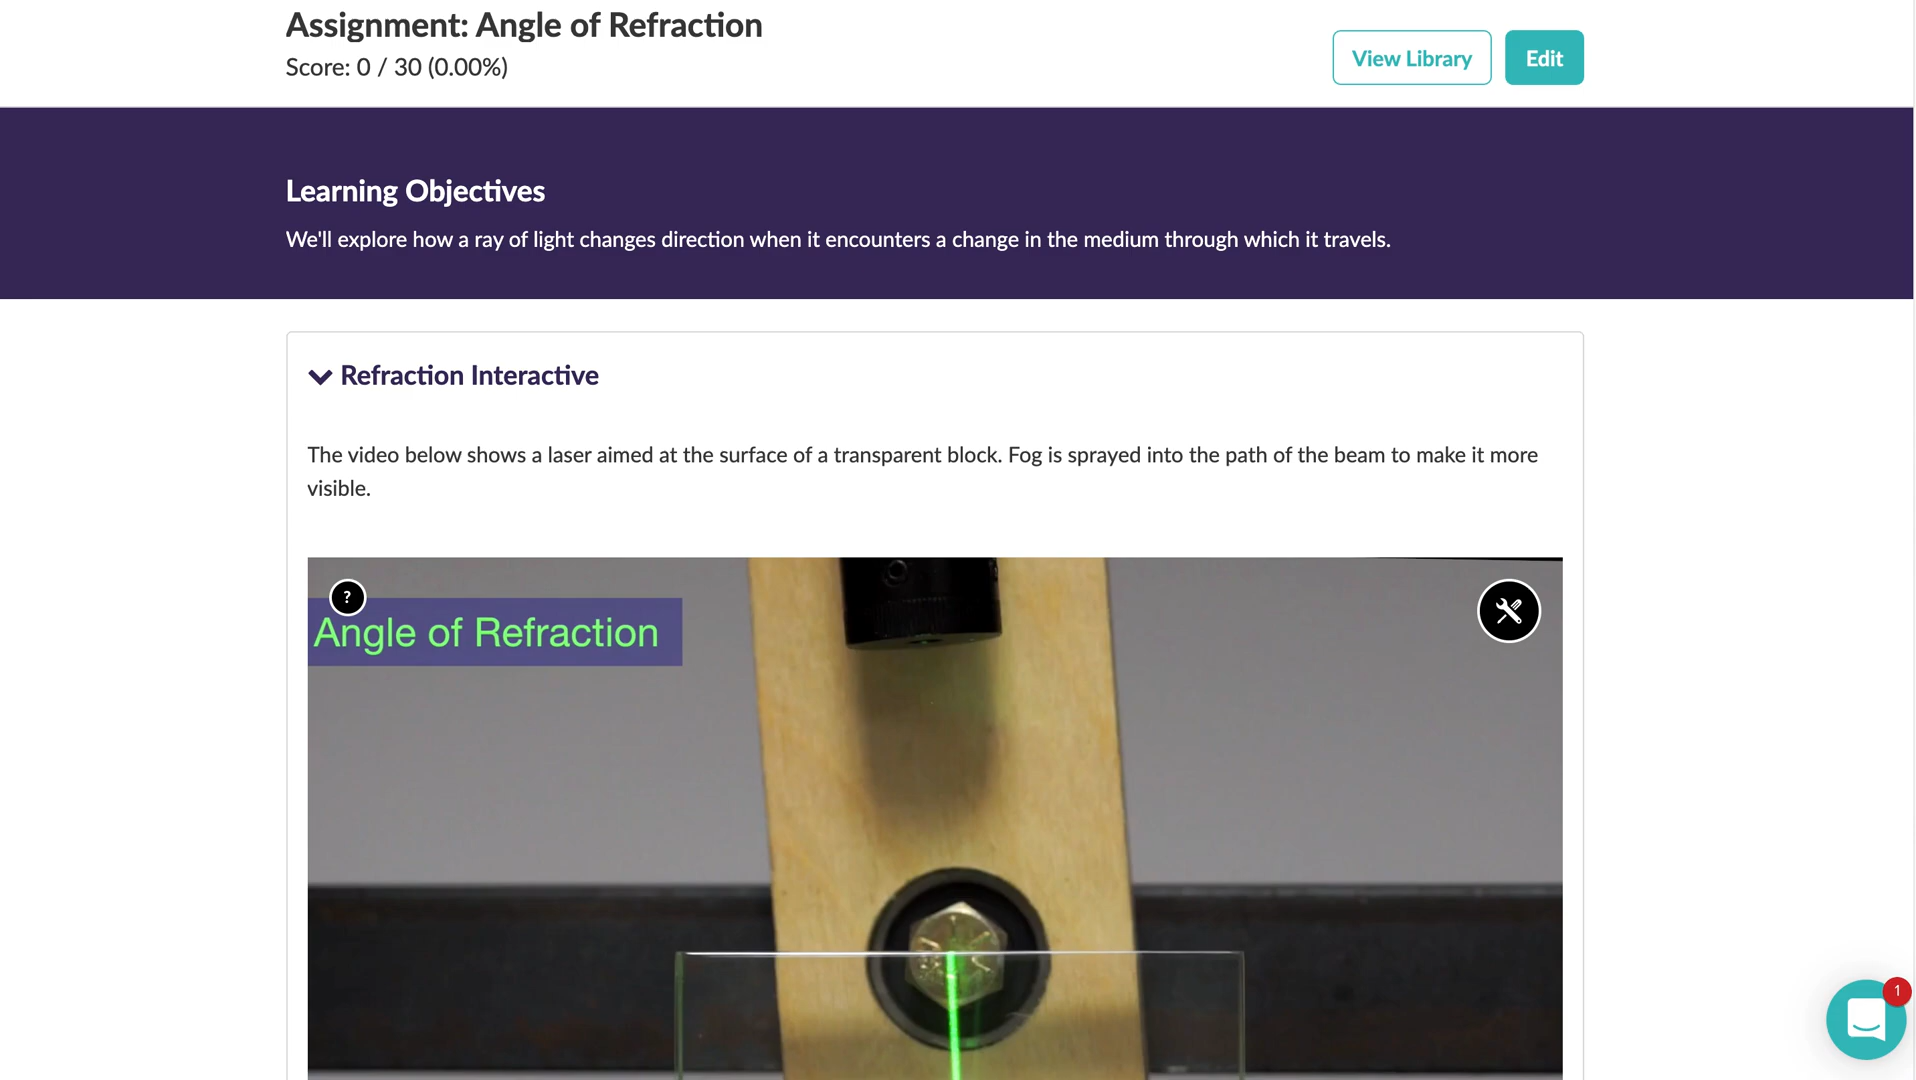 Assignment: Angle of Refraction
Score: 0 / 30 (0.00%)
View Library
Edit
Learning Objectives
We'll explore how a ray of light changes direction when it encounters a change in the medium through which it travels.
Refraction Interactive
The video below shows a laser aimed at the surface of a transparent block. Fog is sprayed into the path of the beam to make it more
visible.
?
Angle of Refraction
1